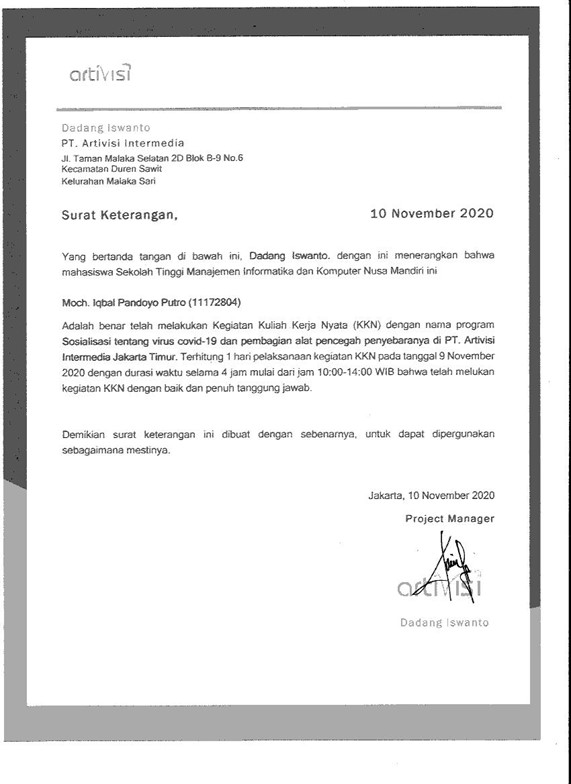 artivisi
Dadang Iswanto
PT. Artivisi Intermedia
Jl. Taman Malaka Selatan 2D Blok B-9 No.6
Kecamatan Duren Sawit
Kelurahan Malaka Sari
Surat Keterangan, 10 November 2020
Yang bertanda tangan di bawah ini, Dadang Iswanto. dengan ini menerangkan bahwa
mahasiswa Sekolah Tinggi Manajemen Informatika dan Komputer Nusa Mandiri ini
Moch. Iqbal Pandoyo Putro (11172804)
Adalah benar telah melakukan Kegiatan Kuliah Kerja Nyata (KKN) dengan nama program
Sosialisasi tentang virus covid-19 dan pembagian alat pencegah penyebaranya di PT. Artivisi
Intermedia Jakarta Timur. Terhitung 1 hari pelaksanaan kegiatan KKN pada tanggal 9 November
2020 dengan durasi waktu selama 4 jam mulai dari jam 10:00-14:00 WIB bahwa telah melukan
kegiatan KKN dengan baik dan penuh tanggung jawab.
Demikian surat keterangan ini dibuat dengan sebenarnya, untuk dapat dipergunakan
sebagaimana mestinya.
Jakarta, 10 November 2020
Project Manager
artivisi
Dadang Iswanto